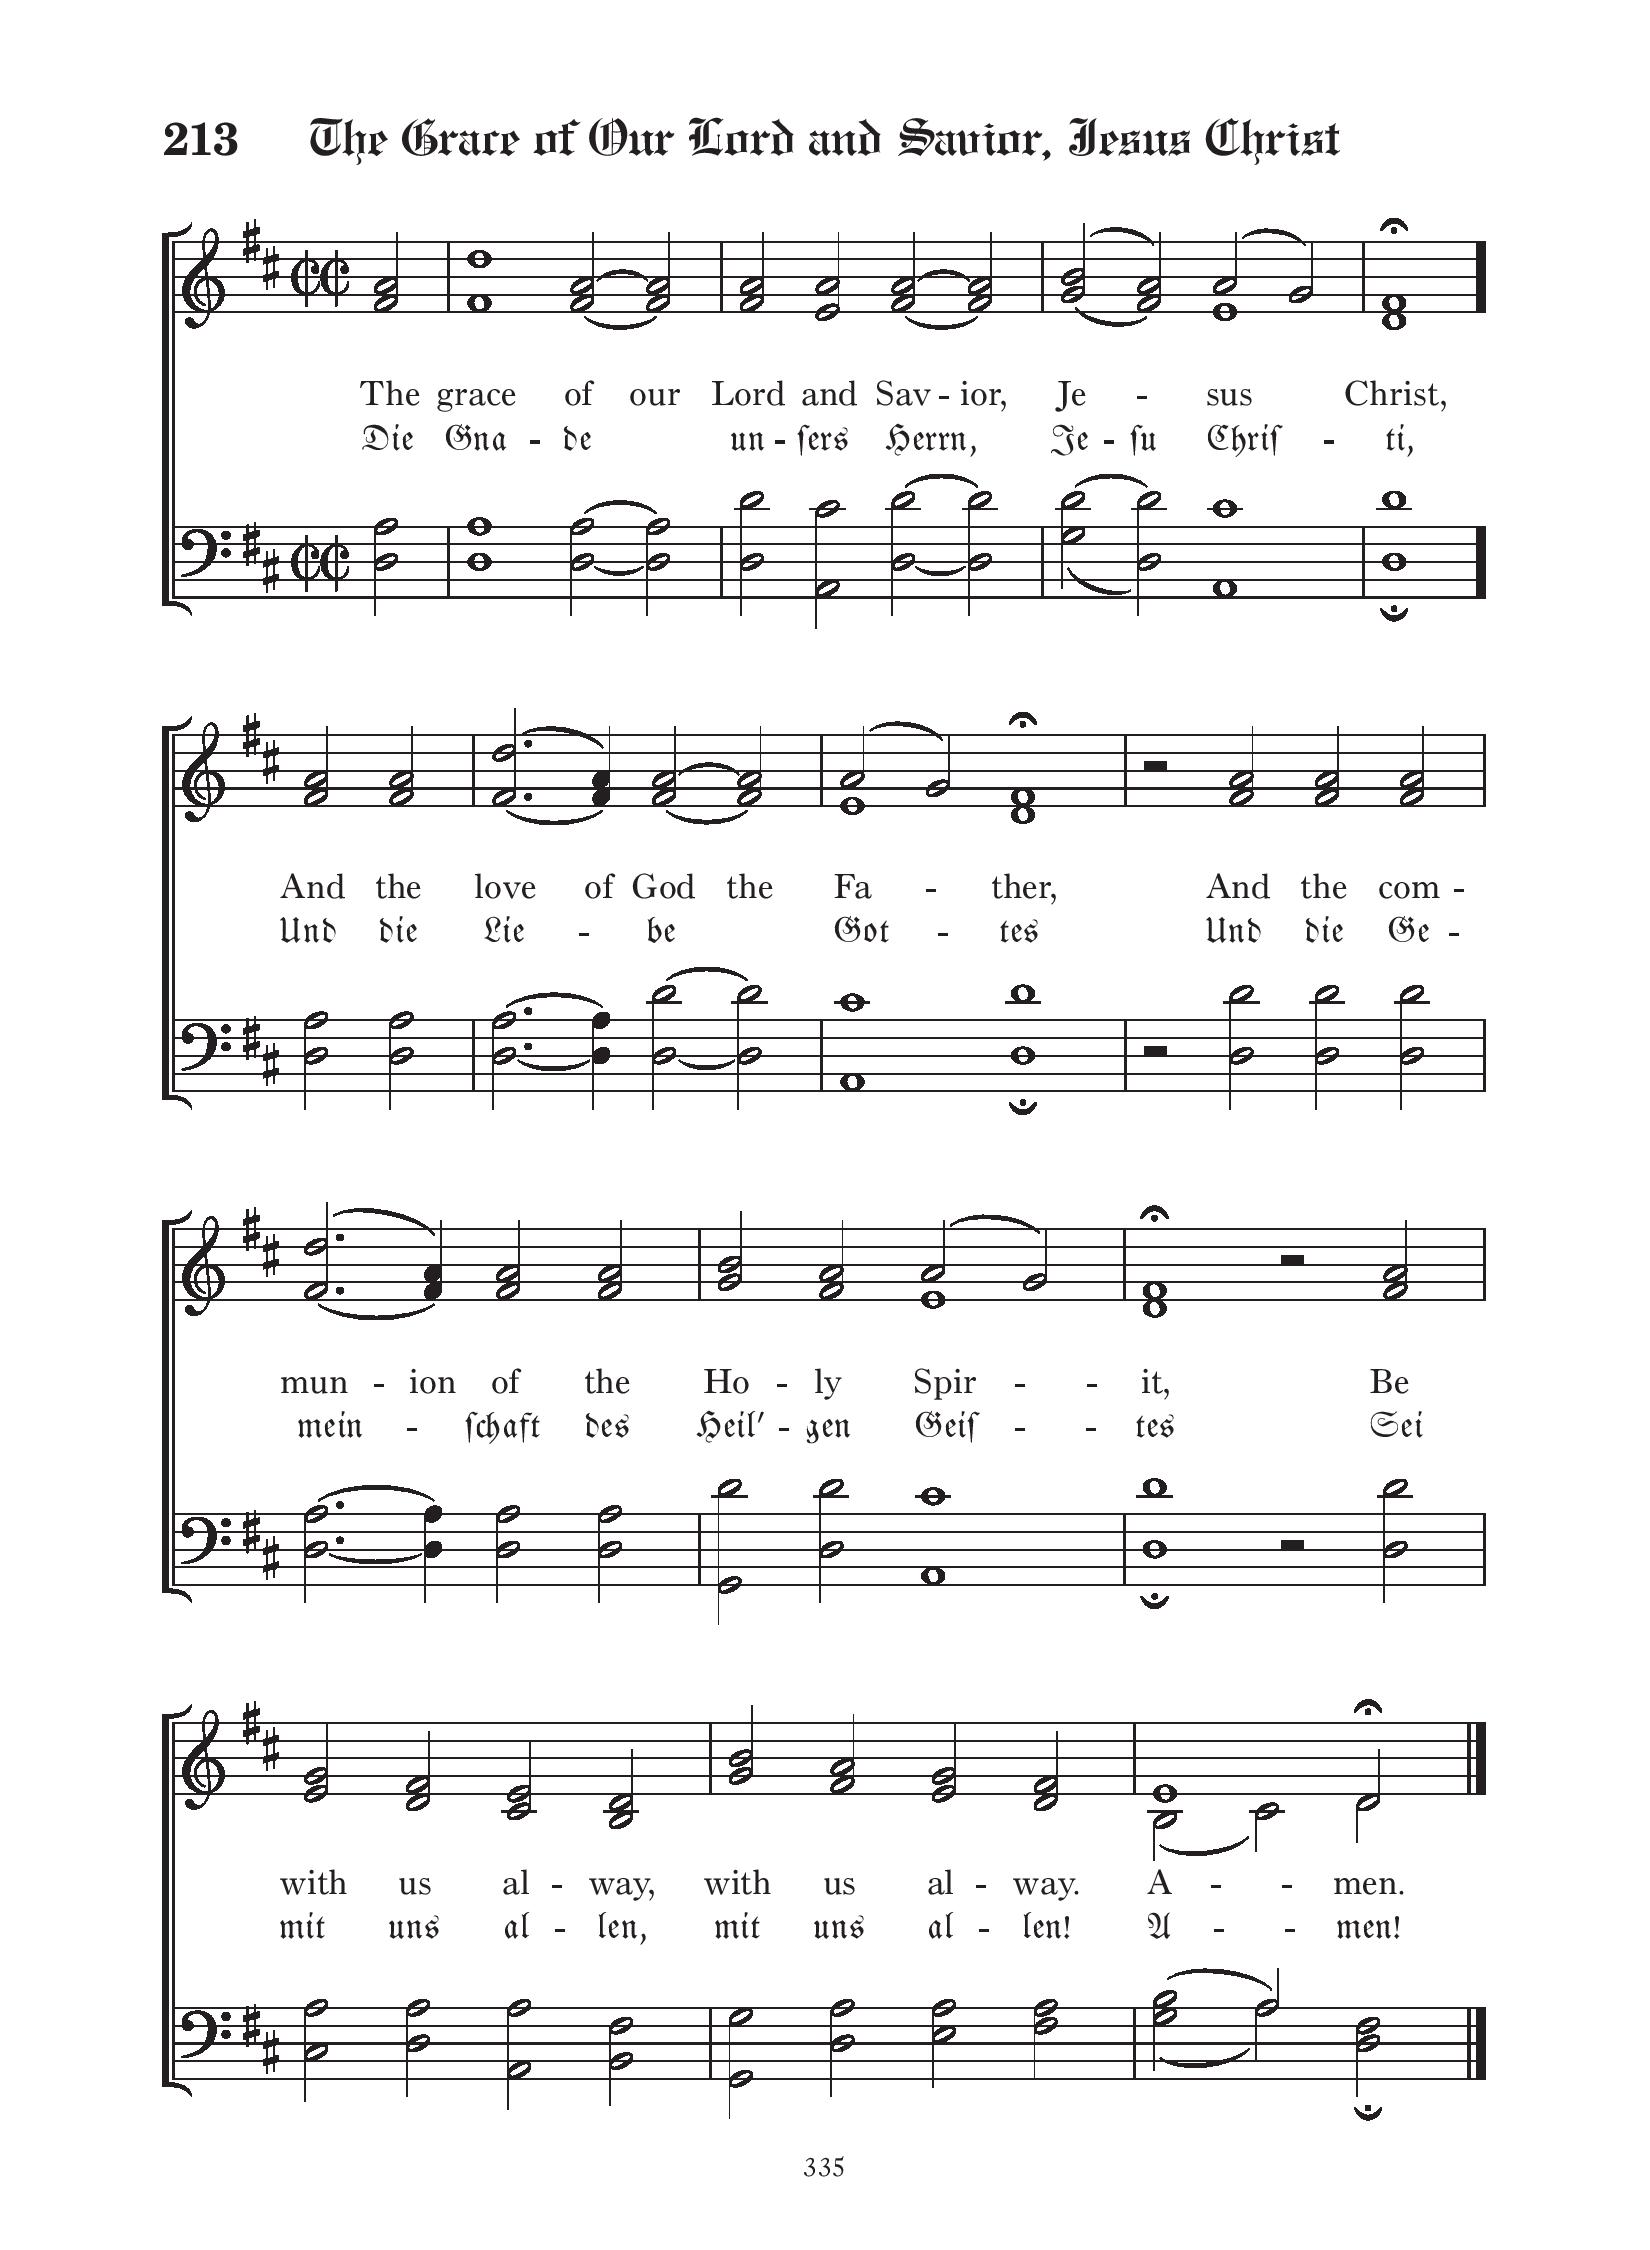 213 The Grace of Our Lord and Savior, Jesus Christ
The grace of our Lord and Sav - ior, Je - sus Christ,
Die Gna - de un - ſers Herrn, Je - ſu Chriſ - ti,
And the love of God the Fa - ther, And the com -
Und die Lie - be Got - tes Und die Ge -
mun - ion of the Ho - ly Spir - - it, Be
mein - ſchaft des Heil' - gen Geiſ - - tes Sei
with us al - way, with us al - way. A - - men.
mit uns al - len, mit uns al - len! A - - men!
335